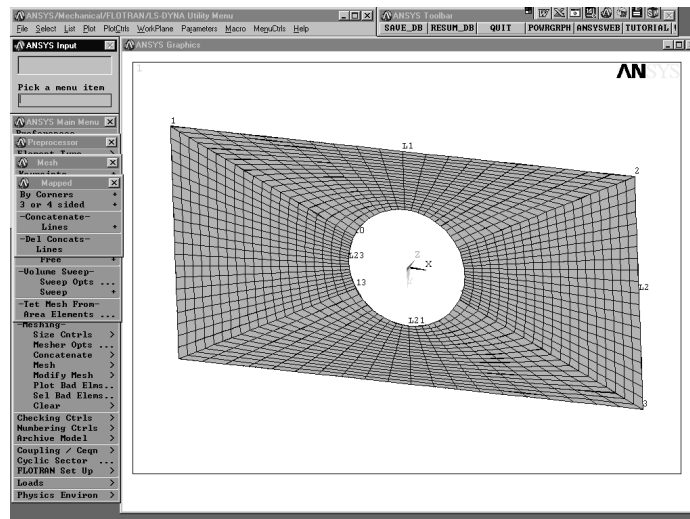 ANSYS/Mechanical/FLOTRAN/LS-DYNA Utility Menu
File Select List Plot PlotCtrls WorkPlane Parameters Macro MenuCtrls Help
ANSYS Toolbar
SAVE_DB RESUM_DB QUIT POWRGRPH ANSYSWEB TUTORIAL
ANSYS Input
Pick a menu item
ANSYS Main Menu
Preferences
Preprocessor
Element Type >
Mesh
Keypoints +
Mapped
By Corners +
3 or 4 sided +
-Concatenate-
Lines +
-Del Concats-
Lines
Free +
-Volume Sweep-
Sweep Opts ...
Sweep +
-Tet Mesh From-
Area Elements ...
-Meshing-
Size Cntrls >
Mesher Opts ...
Concatenate >
Mesh >
Modify Mesh >
Plot Bad Elms..
Sel Bad Elems..
Clear >
Checking Ctrls >
Numbering Ctrls >
Archive Model >
Coupling / Ceqn >
Cyclic Sector ...
FLOTRAN Set Up >
Loads >
Physics Environ >
ANSYS Graphics
1
ANSYS
1
L1
2
10
L23
Z
X
13
L2
L21
3